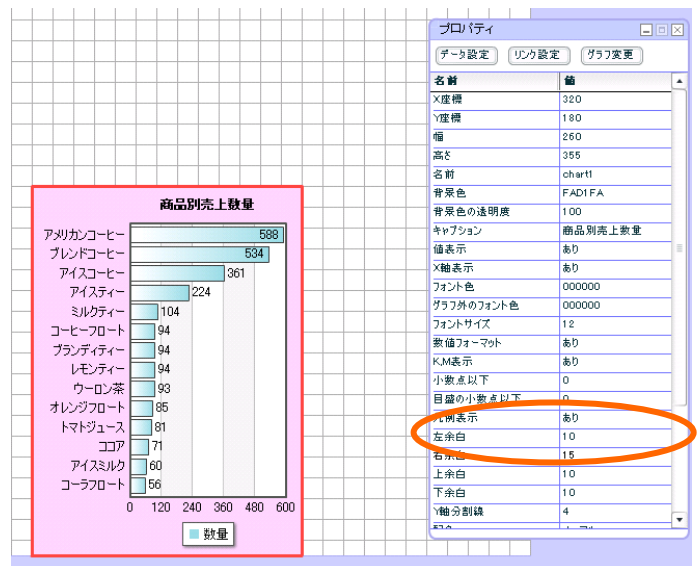 商品別売上数量
アメリカンコーヒー 588
ブレンドコーヒー 534
アイスコーヒー 361
アイスティー 224
ミルクティー 104
コーヒーフロート 94
ブランディティー 94
レモンティー 94
ウーロン茶 93
オレンジフロート 85
トマトジュース 81
ココア 71
アイスミルク 60
コーラフロート 56
0 120 240 360 480 600
数量
プロパティ
データ設定 リンク設定 グラフ変更
名前 値
X座標 320
Y座標 180
幅 260
高さ 355
名前 chart1
背景色 FAD1FA
背景色の透明度 100
キャプション 商品別売上数量
値表示 あり
X軸表示 あり
フォント色 000000
グラフ外のフォント色 000000
フォントサイズ 12
数値フォーマット あり
K,M表示 あり
小数点以下 0
目盛の小数点以下 0
凡例表示 あり
左余白 10
右余白 15
上余白 10
下余白 10
Y軸分割線 4